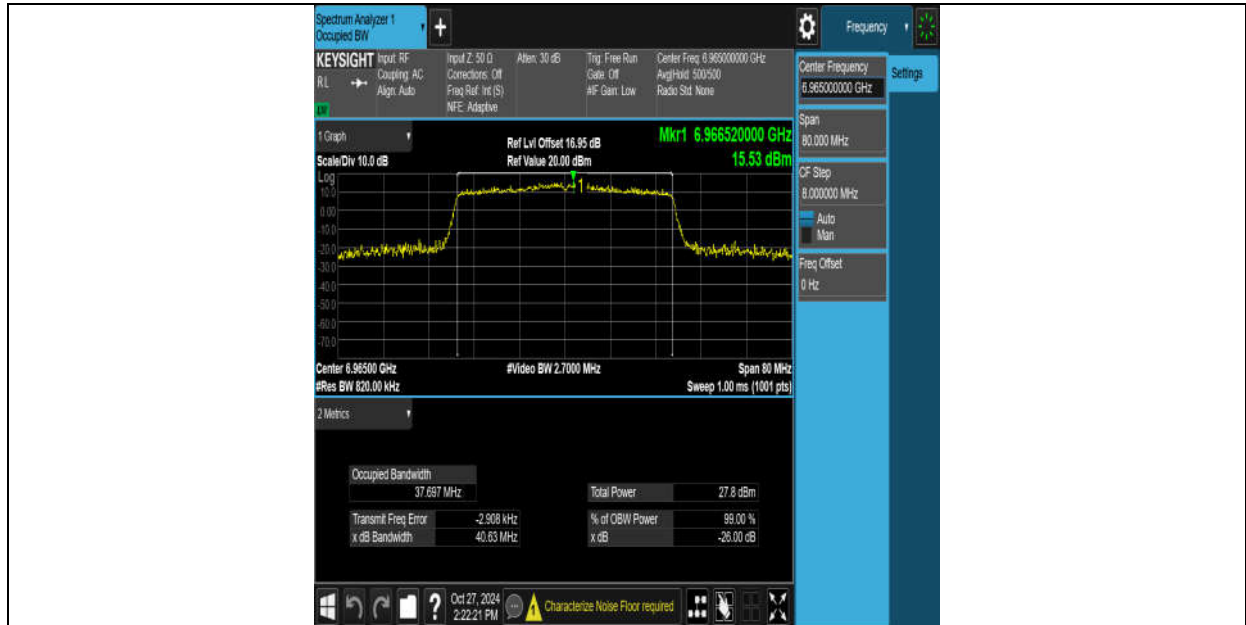 Spectrum Analyzer 1
Occupied BW
+
Frequency
KEYSIGHT
RL
Input: RF
Coupling: AC
Align: Auto
Input Z: 50 Ω
Corrections: Off
Freq Ref: Int (S)
NFE: Adaptive
Atten: 30 dB
Trig: Free Run
Gate: Off
#IF Gain: Low
Center Freq: 6.965000000 GHz
Avg|Hold: 500/500
Radio Std: None
Center Frequency
6.965000000 GHz
Settings
Span
80.000 MHz
CF Step
8.000000 MHz
Auto
Man
Freq Offset
0 Hz
1 Graph
Scale/Div 10.0 dB
Ref Lvl Offset 16.95 dB
Ref Value 20.00 dBm
Mkr1 6.966520000 GHz
15.53 dBm
Log
10.0
0.00
-10.0
-20.0
-30.0
-40.0
-50.0
-60.0
-70.0
1
Center 6.96500 GHz
#Video BW 2.7000 MHz
Span 80 MHz
#Res BW 820.00 kHz
Sweep 1.00 ms (1001 pts)
2 Metrics
Occupied Bandwidth
37.697 MHz
Total Power 27.8 dBm
Transmit Freq Error -2.908 kHz
% of OBW Power 99.00 %
x dB Bandwidth 40.63 MHz
x dB -26.00 dB
?
Oct 27, 2024
2:22:21 PM
Characterize Noise Floor required